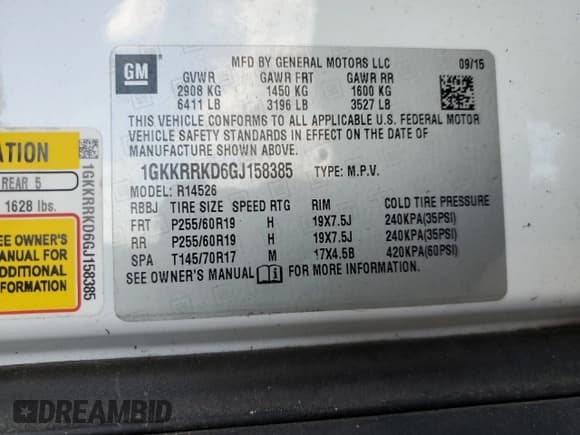 GM
MFD BY GENERAL MOTORS LLC
09/15
GVWR GAWR FRT GAWR RR
2908 KG 1450 KG 1600 KG
6411 LB 3196 LB 3527 LB
THIS VEHICLE CONFORMS TO ALL APPLICABLE U.S. FEDERAL MOTOR
VEHICLE SAFETY STANDARDS IN EFFECT ON THE DATE OF
MANUFACTURE SHOWN ABOVE.
1GKKRRKD6GJ158385 TYPE: M.P.V.
MODEL: R14526
RBBJ TIRE SIZE SPEED RTG RIM COLD TIRE PRESSURE
FRT P255/60R19 H 19X7.5J 240KPA(35PSI)
RR P255/60R19 H 19X7.5J 240KPA(35PSI)
SPA T145/70R17 M 17X4.5B 420KPA(60PSI)
SEE OWNER'S MANUAL FOR MORE INFORMATION.
ATION
REAR 5
1628 lbs.
SEE OWNER'S
MANUAL FOR
ADDITIONAL
FORMATION
1GKKRRKD6GJ158385
DREAMBID